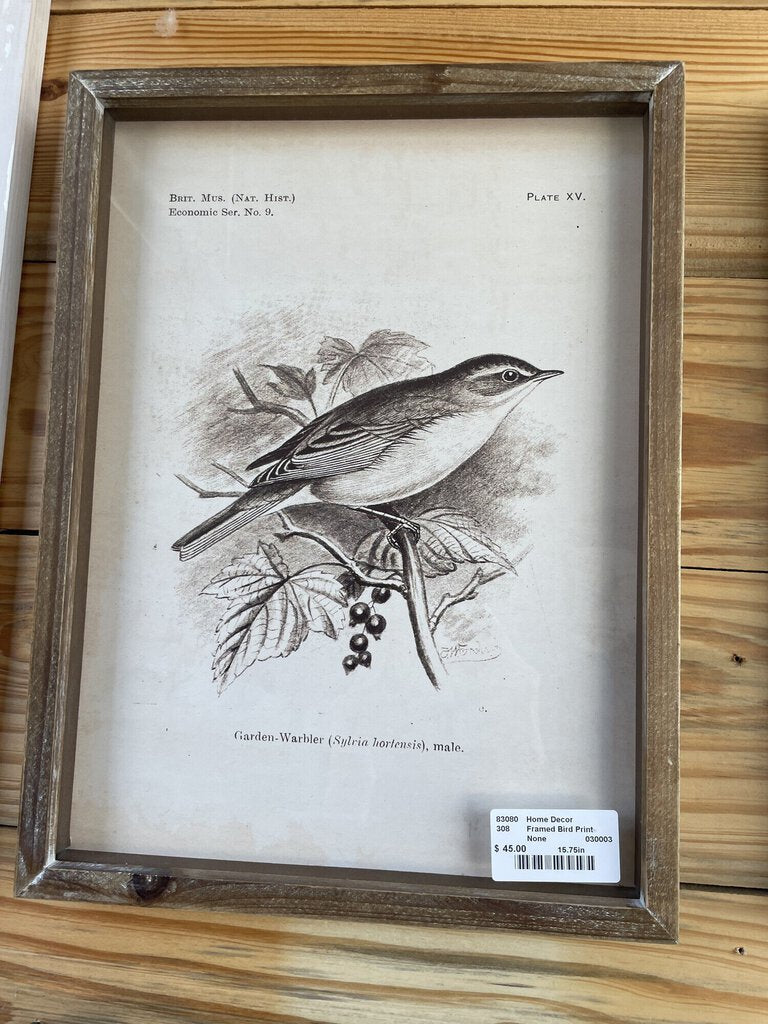 BRIT. MUS. (NAT. HIST.)
Economic Ser. No. 9.
PLATE XV.
Garden-Warbler (Sylvia hortensis), male.
83080 Home Decor
308 Framed Bird Print-
None 030003
$ 45.00 15.75in